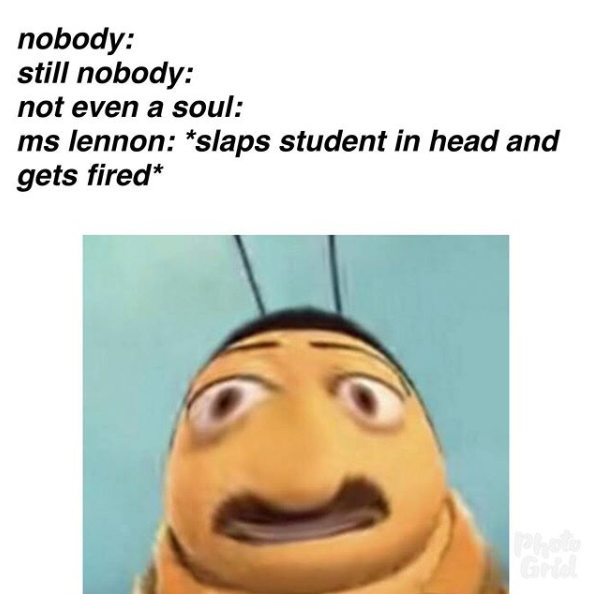 nobody:
still nobody:
not even a soul:
ms lennon: *slaps student in head and
gets fired*
Photo
Grid